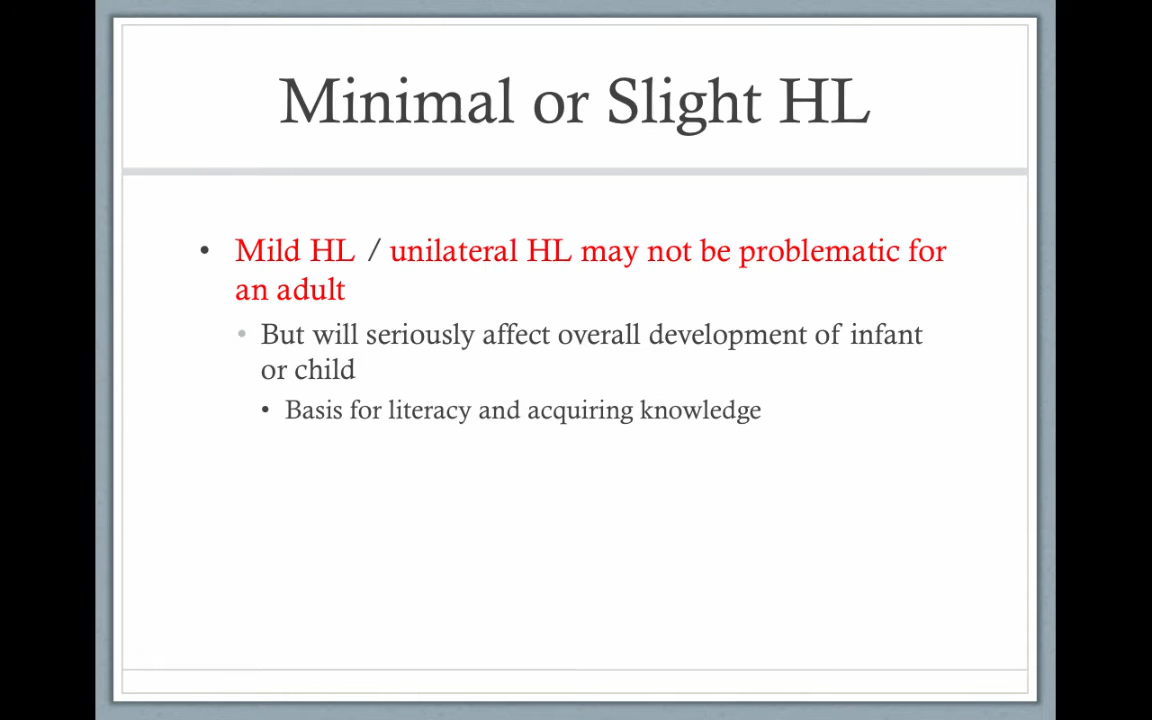 Minimal or Slight HL
• Mild HL / unilateral HL may not be problematic for
an adult
• But will seriously affect overall development of infant
or child
• Basis for literacy and acquiring knowledge